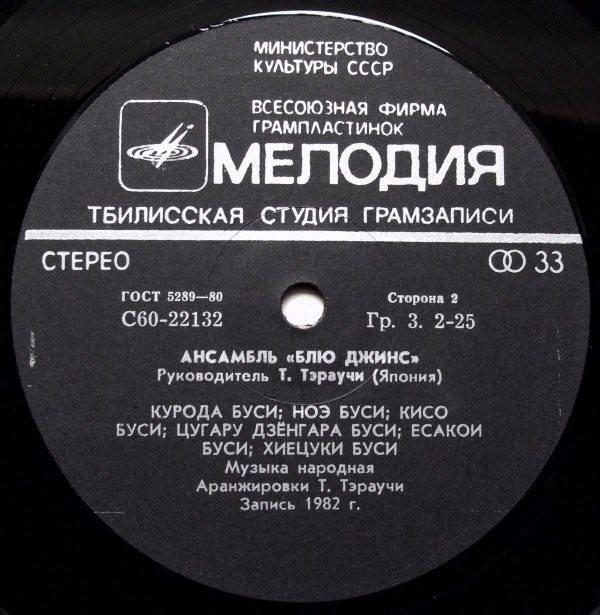 МИНИСТЕРСТВО
КУЛЬТУРЫ СССР
ВСЕСОЮЗНАЯ ФИРМА
ГРАМПЛАСТИНОК
МЕЛОДИЯ
ТБИЛИССКАЯ СТУДИЯ ГРАМЗАПИСИ
СТЕРЕО 33
ГОСТ 5289—80 Сторона 2
С60-22132 Гр. 3. 2-25
АНСАМБЛЬ «БЛЮ ДЖИНС»
Руководитель Т. Тэраучи (Япония)
КУРОДА БУСИ; НОЭ БУСИ; КИСО
БУСИ; ЦУГАРУ ДЗЁНГАРА БУСИ; ЕСАКОИ
БУСИ; ХИЕЦУКИ БУСИ
Музыка народная
Аранжировки Т. Тэраучи
Запись 1982 г.